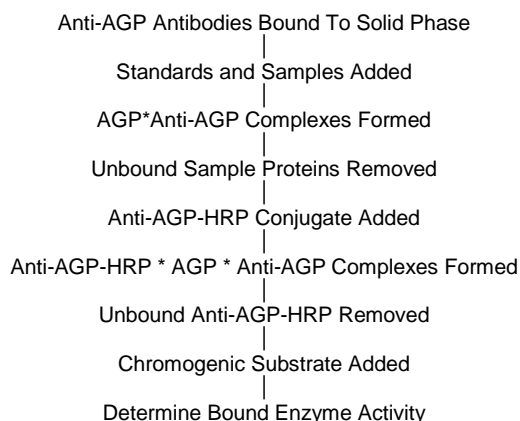 Anti-AGP Antibodies Bound To Solid Phase
Standards and Samples Added
AGP*Anti-AGP Complexes Formed
Unbound Sample Proteins Removed
Anti-AGP-HRP Conjugate Added
Anti-AGP-HRP * AGP * Anti-AGP Complexes Formed
Unbound Anti-AGP-HRP Removed
Chromogenic Substrate Added
Determine Bound Enzyme Activity